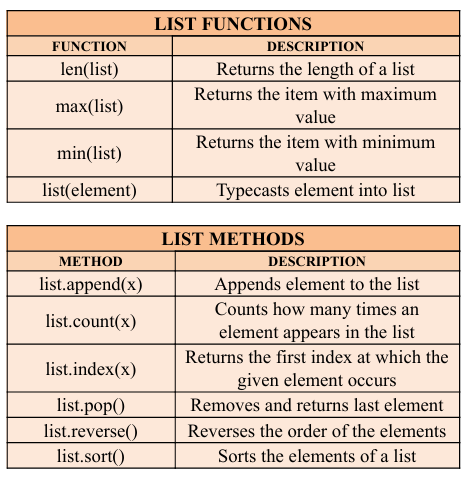 LIST FUNCTIONS
FUNCTION DESCRIPTION
len(list) Returns the length of a list
max(list) Returns the item with maximum
value
min(list) Returns the item with minimum
value
list(element) Typecasts element into list
LIST METHODS
METHOD DESCRIPTION
list.append(x) Appends element to the list
list.count(x) Counts how many times an
element appears in the list
list.index(x) Returns the first index at which the
given element occurs
list.pop() Removes and returns last element
list.reverse() Reverses the order of the elements
list.sort() Sorts the elements of a list